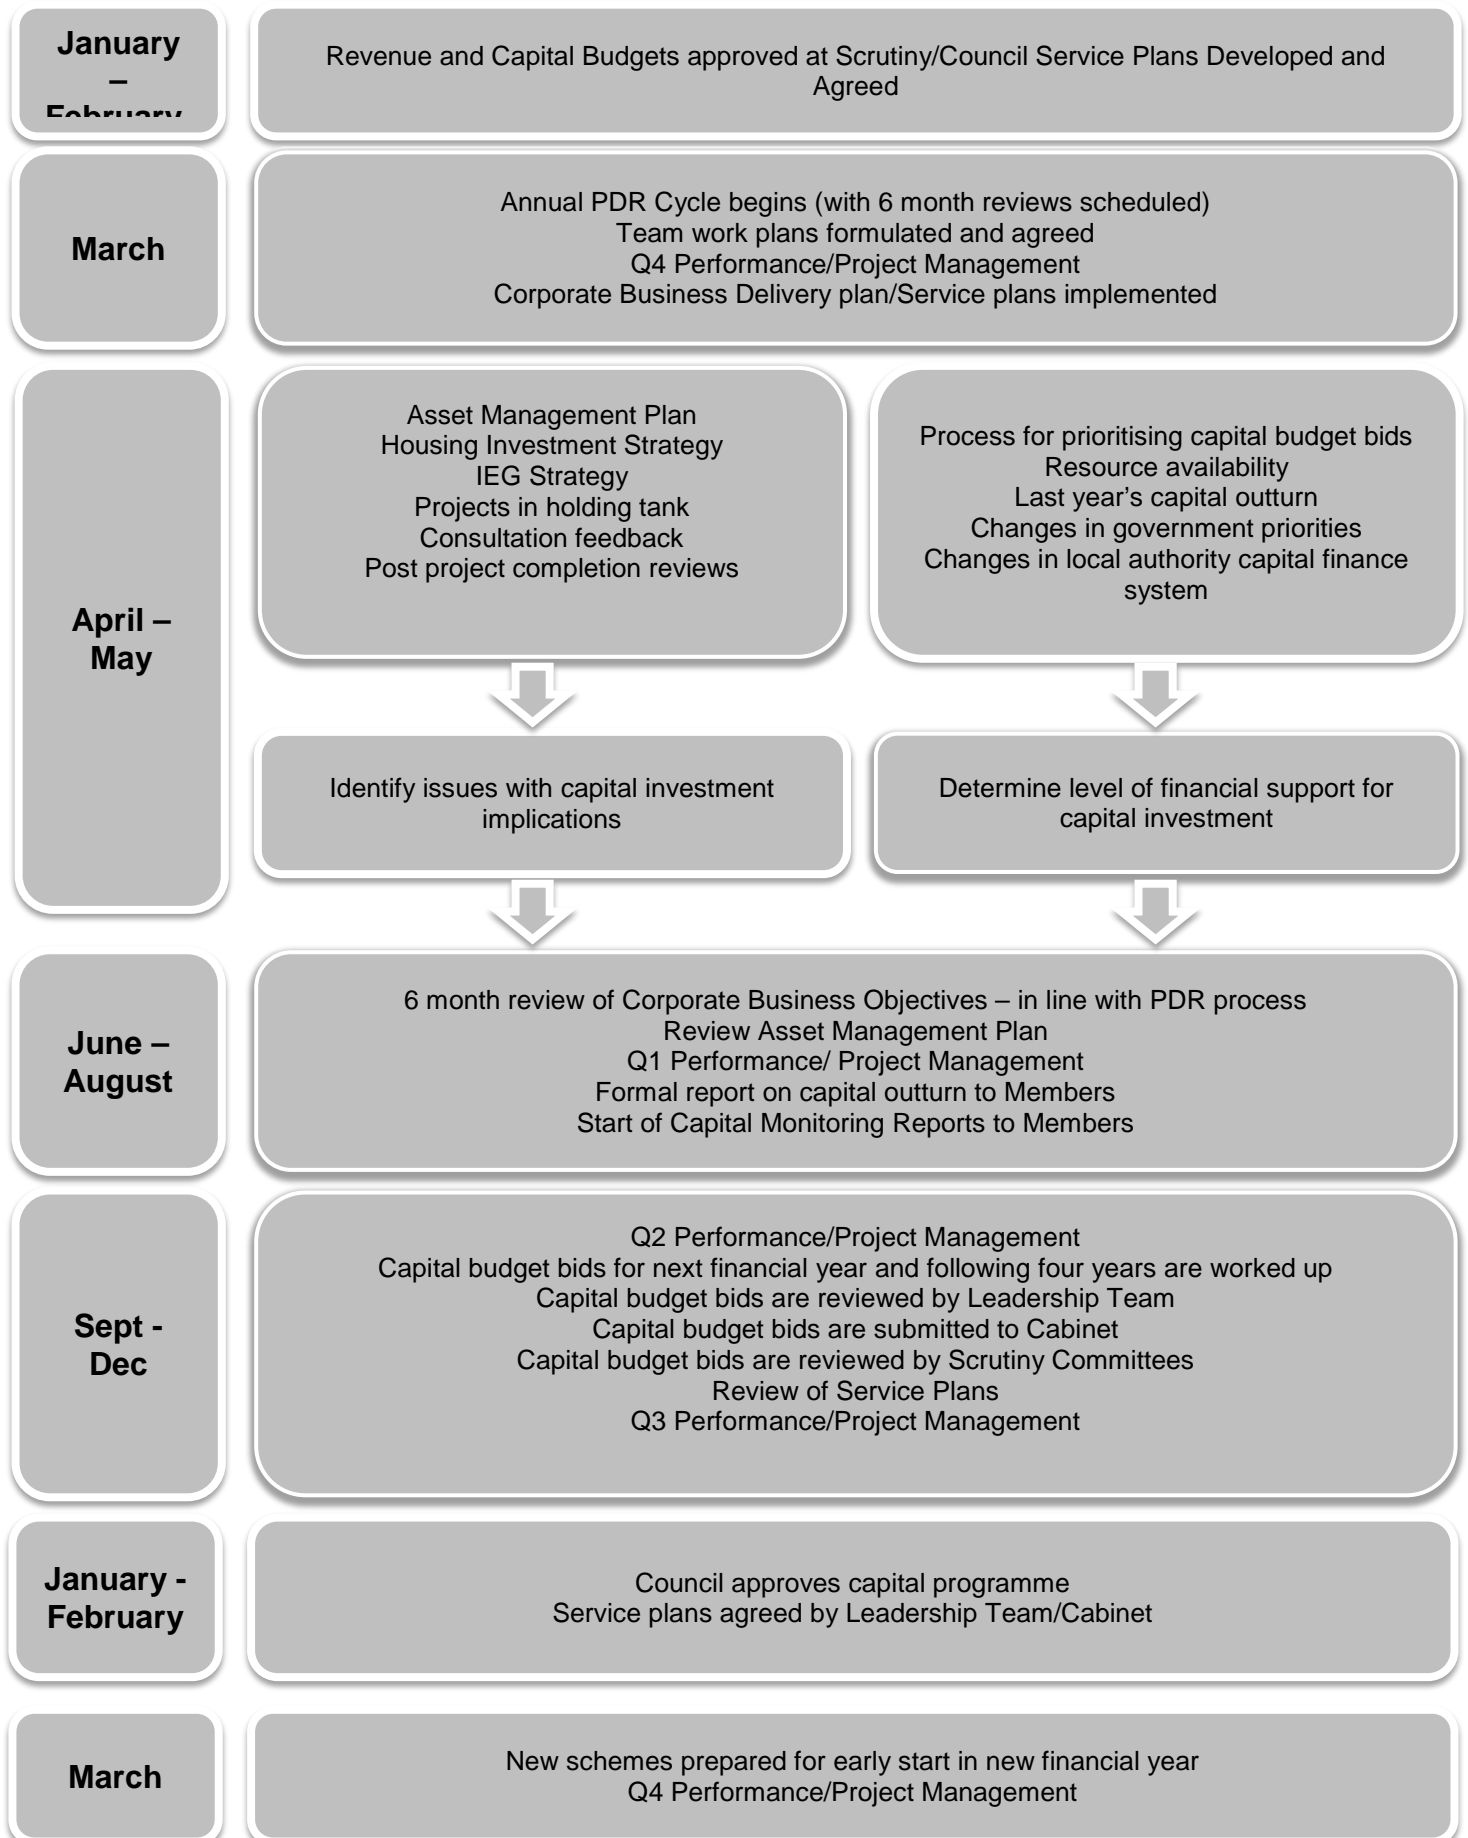 January
–
February
Revenue and Capital Budgets approved at Scrutiny/Council Service Plans Developed and
Agreed
March
Annual PDR Cycle begins (with 6 month reviews scheduled)
Team work plans formulated and agreed
Q4 Performance/Project Management
Corporate Business Delivery plan/Service plans implemented
April –
May
Asset Management Plan
Housing Investment Strategy
IEG Strategy
Projects in holding tank
Consultation feedback
Post project completion reviews
Process for prioritising capital budget bids
Resource availability
Last year’s capital outturn
Changes in government priorities
Changes in local authority capital finance
system
Identify issues with capital investment
implications
Determine level of financial support for
capital investment
June –
August
6 month review of Corporate Business Objectives – in line with PDR process
Review Asset Management Plan
Q1 Performance/ Project Management
Formal report on capital outturn to Members
Start of Capital Monitoring Reports to Members
Sept -
Dec
Q2 Performance/Project Management
Capital budget bids for next financial year and following four years are worked up
Capital budget bids are reviewed by Leadership Team
Capital budget bids are submitted to Cabinet
Capital budget bids are reviewed by Scrutiny Committees
Review of Service Plans
Q3 Performance/Project Management
January -
February
Council approves capital programme
Service plans agreed by Leadership Team/Cabinet
March
New schemes prepared for early start in new financial year
Q4 Performance/Project Management